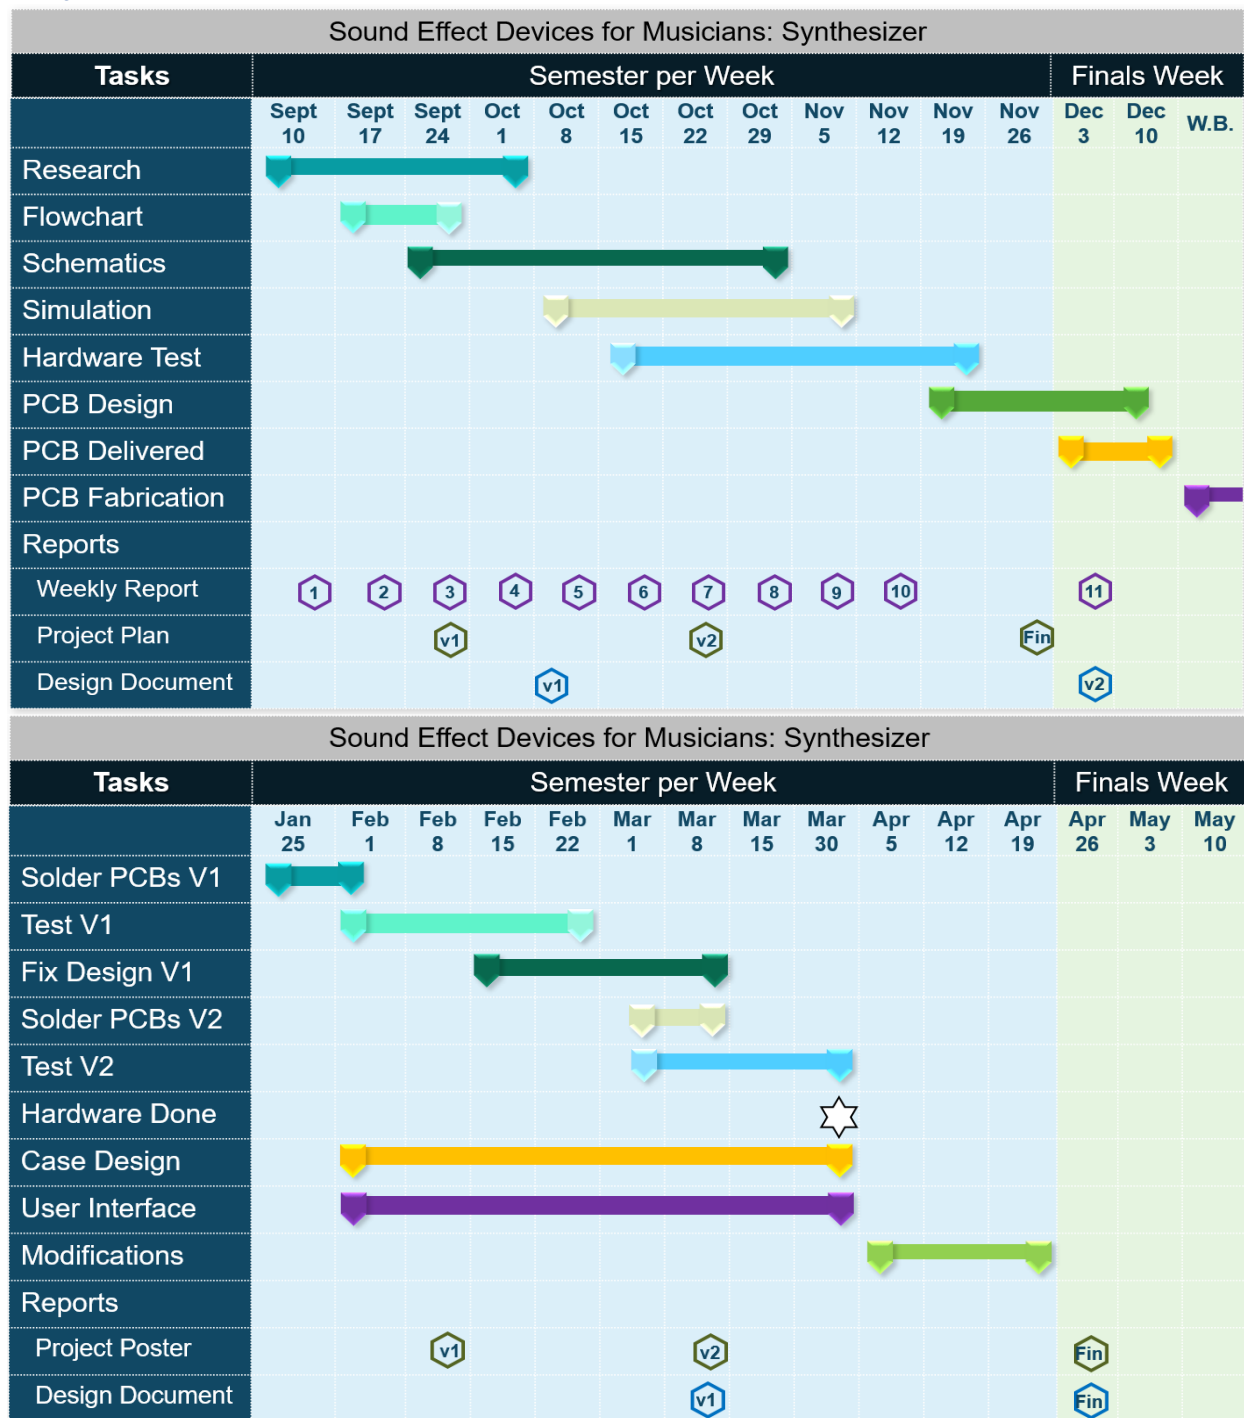 Sound Effect Devices for Musicians: Synthesizer
Tasks Semester per Week Finals Week
Sept 10 Sept 17 Sept 24 Oct 1 Oct 8 Oct 15 Oct 22 Oct 29 Nov 5 Nov 12 Nov 19 Nov 26 Dec 3 Dec 10 W.B.
Research
Flowchart
Schematics
Simulation
Hardware Test
PCB Design
PCB Delivered
PCB Fabrication
Reports
Weekly Report 1 2 3 4 5 6 7 8 9 10 11
Project Plan v1 v2 Fin
Design Document v1 v2
Sound Effect Devices for Musicians: Synthesizer
Tasks Semester per Week Finals Week
Jan 25 Feb 1 Feb 8 Feb 15 Feb 22 Mar 1 Mar 8 Mar 15 Mar 30 Apr 5 Apr 12 Apr 19 Apr 26 May 3 May 10
Solder PCBs V1
Test V1
Fix Design V1
Solder PCBs V2
Test V2
Hardware Done
Case Design
User Interface
Modifications
Reports
Project Poster v1 v2 Fin
Design Document v1 Fin